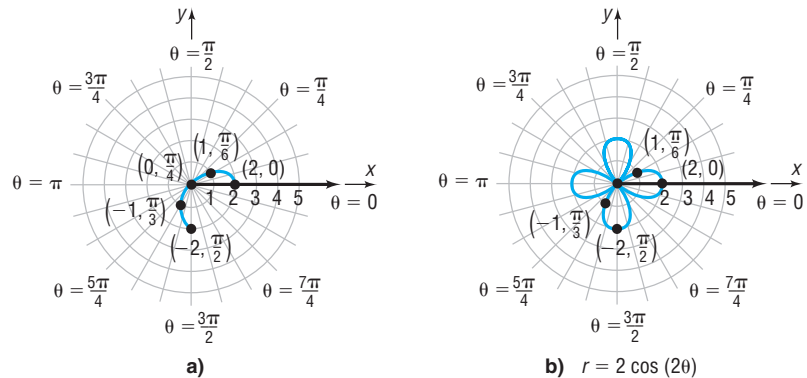 y
θ = π/2
θ = 3π/4
θ = π/4
(1, π/6)
(0, π/4)
(2, 0)
x
θ = π
1 2 3 4 5
θ = 0
(−1, π/3)
(−2, π/2)
θ = 5π/4
θ = 7π/4
θ = 3π/2
a)
y
θ = π/2
θ = 3π/4
θ = π/4
(1, π/6)
(2, 0)
x
θ = π
2 3 4 5
θ = 0
(−1, π/3)
(−2, π/2)
θ = 5π/4
θ = 7π/4
θ = 3π/2
b) r = 2 cos (2θ)